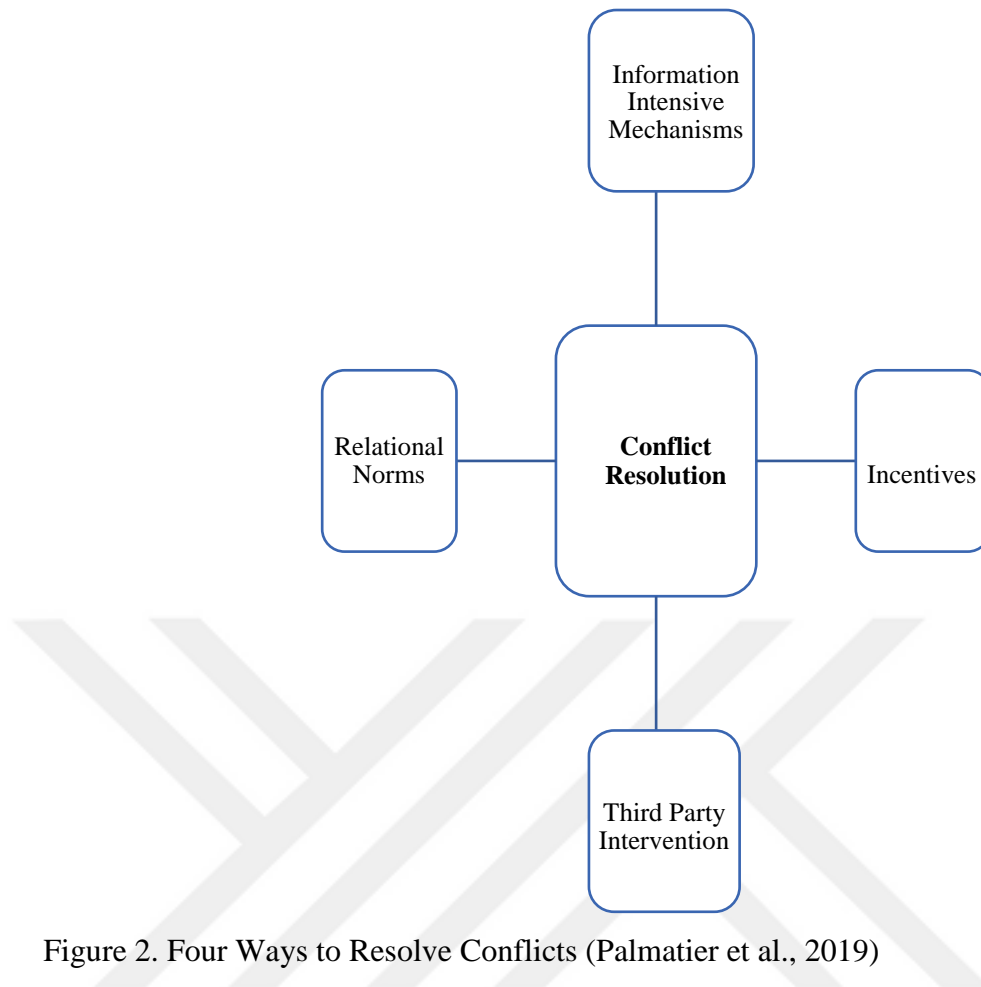 Information
Intensive
Mechanisms
Relational
Norms
Conflict
Resolution
Incentives
Third Party
Intervention
Figure 2. Four Ways to Resolve Conflicts (Palmatier et al., 2019)